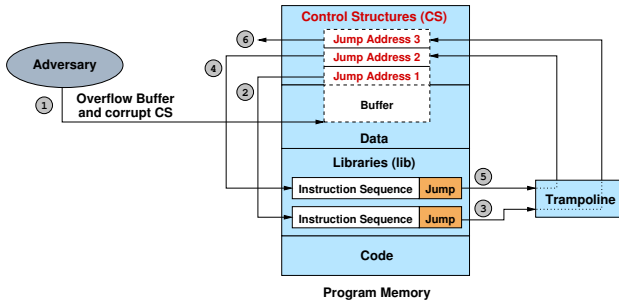 Control Structures (CS)
6
Jump Address 3
Adversary
4
Jump Address 2
2
Jump Address 1
1
Overflow Buffer
and corrupt CS
Buffer
Data
Libraries (lib)
Instruction Sequence
Jump
5
Trampoline
Instruction Sequence
Jump
3
Code
Program Memory